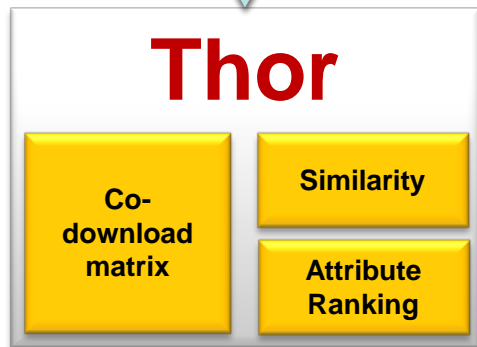 Thor
Co-
download
matrix
Similarity
Attribute
Ranking